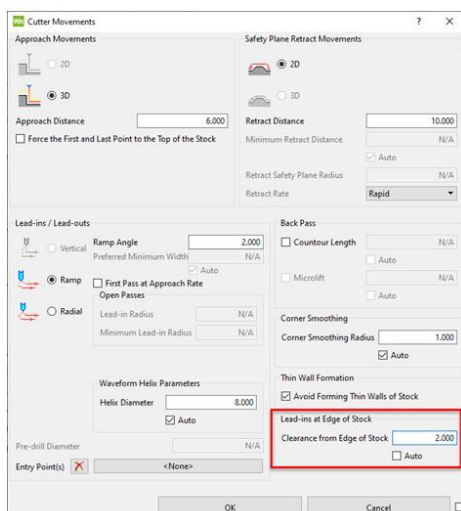 Wn Cutter Movements ? ×
Approach Movements
2D
3D
Approach Distance 6.000
Force the First and Last Point to the Top of the Stock
Safety Plane Retract Movements
2D
3D
Retract Distance 10.000
Minimum Retract Distance N/A
Auto
Retract Safety Plane Radius N/A
Retract Rate Rapid
Lead-ins / Lead-outs
Vertical
Ramp
Radial
Ramp Angle 2.000
Preferred Minimum Width N/A
Auto
First Pass at Approach Rate
Open Passes
Lead-in Radius N/A
Minimum Lead-in Radius N/A
Waveform Helix Parameters
Helix Diameter 8.000
Auto
Pre-drill Diameter N/A
Entry Point(s) <None>
Back Pass
Countour Length N/A
Auto
Microlift N/A
Auto
Corner Smoothing
Corner Smoothing Radius 1.000
Auto
Thin Wall Formation
Avoid Forming Thin Walls of Stock
Lead-ins at Edge of Stock
Clearance from Edge of Stock 2.000
Auto
OK Cancel